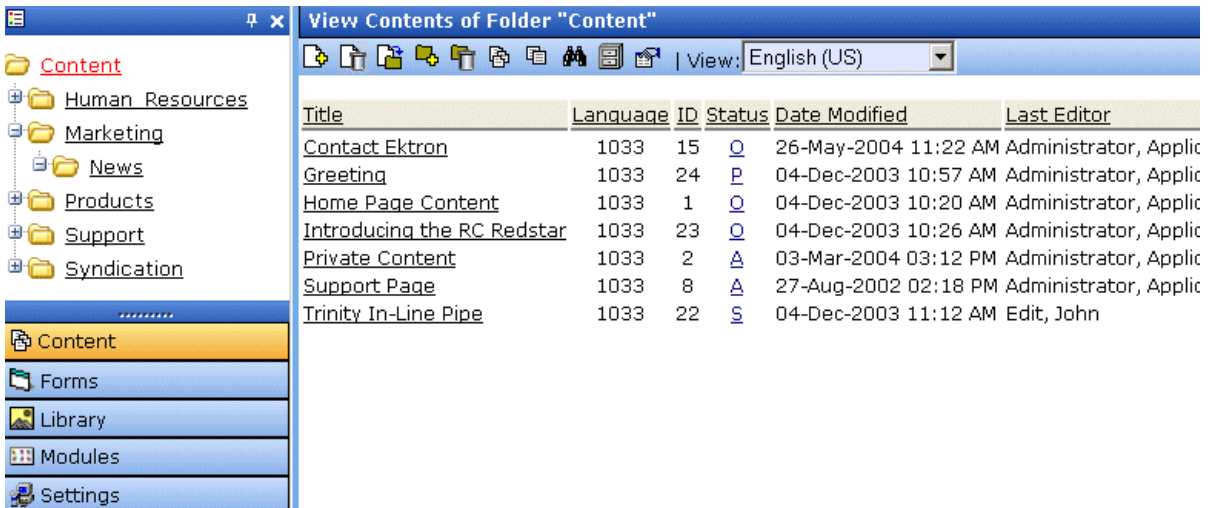 View Contents of Folder "Content"
| View: English (US)
Content
Human Resources
Marketing
News
Products
Support
Syndication
Content
Forms
Library
Modules
Settings
Title Language ID Status Date Modified Last Editor
Contact Ektron 1033 15 O 26-May-2004 11:22 AM Administrator, Applic
Greeting 1033 24 P 04-Dec-2003 10:57 AM Administrator, Applic
Home Page Content 1033 1 O 04-Dec-2003 10:20 AM Administrator, Applic
Introducing the RC Redstar 1033 23 O 04-Dec-2003 10:26 AM Administrator, Applic
Private Content 1033 2 A 03-Mar-2004 03:12 PM Administrator, Applic
Support Page 1033 8 A 27-Aug-2002 02:18 PM Administrator, Applic
Trinity In-Line Pipe 1033 22 S 04-Dec-2003 11:12 AM Edit, John